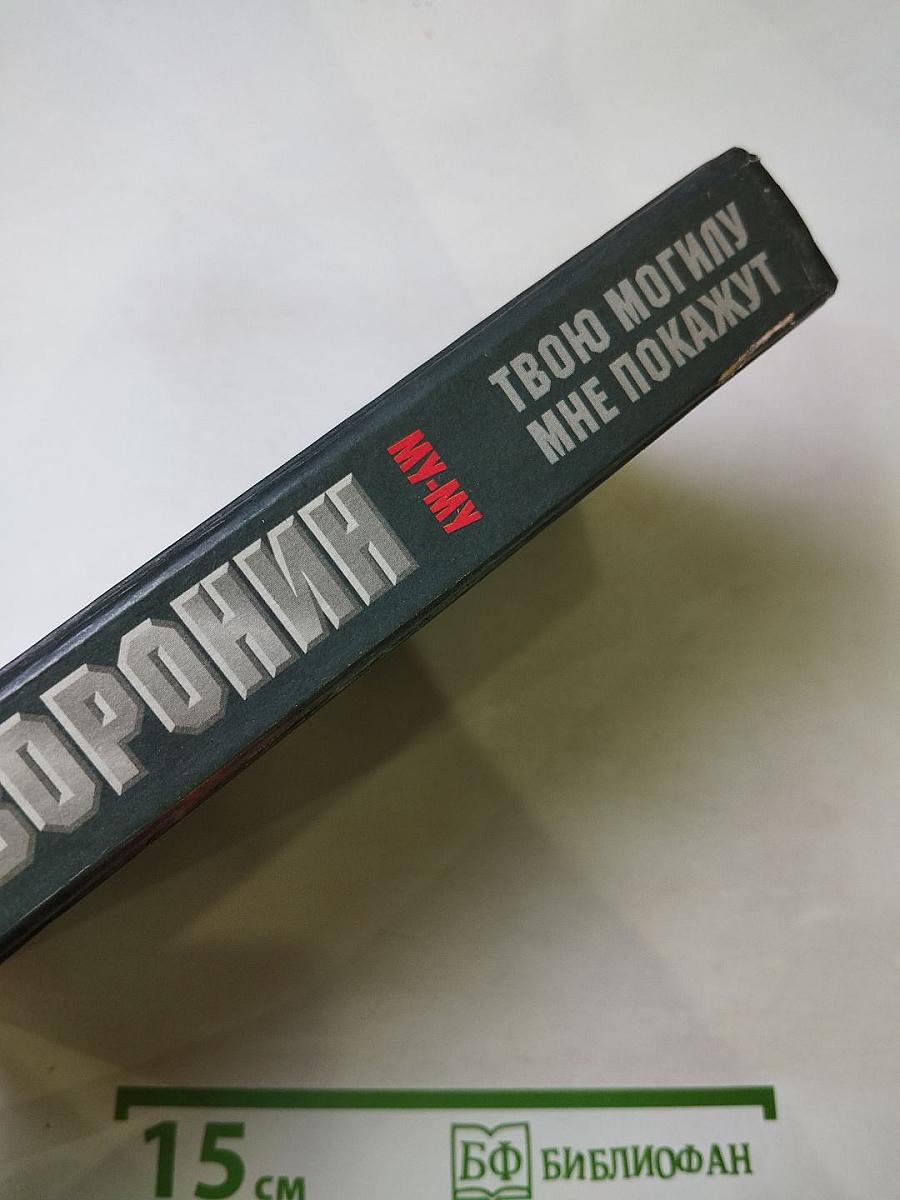 ТВОЮ МОГИЛУ
МНЕ ПОКАЖУТ
МУ-МУ
ВОРОНИН
15 см
БФ БИБЛИОФАН